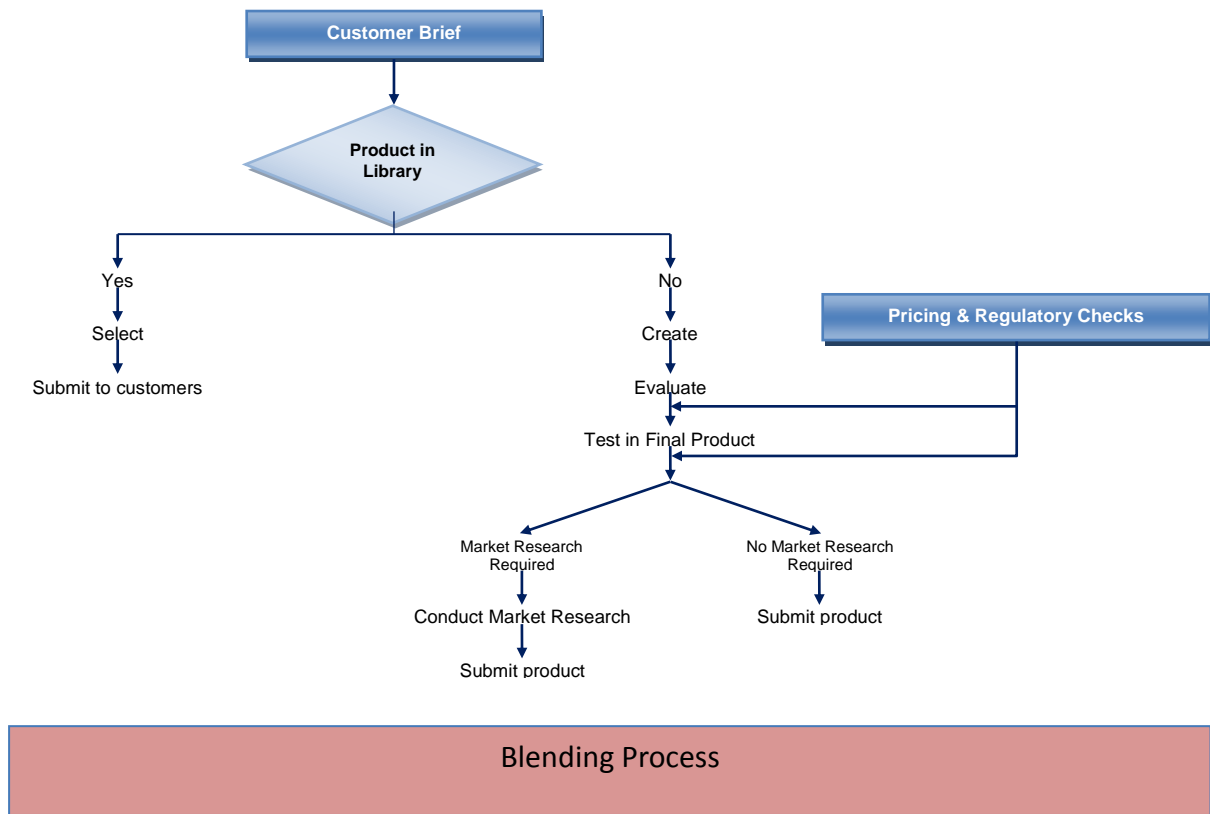 Customer Brief
Product in
Library
Yes
No
Pricing & Regulatory Checks
Select
Create
Submit to customers
Evaluate
Test in Final Product
Market Research
Required
No Market Research
Required
Conduct Market Research
Submit product
Submit product
Blending Process